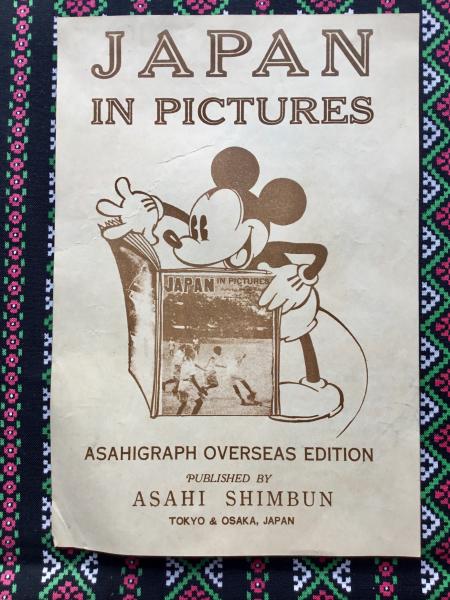 JAPAN
IN PICTURES
JAPAN IN PICTURES
ASAHIGRAPH OVERSEAS EDITION
PUBLISHED BY
ASAHI SHIMBUN
TOKYO & OSAKA, JAPAN